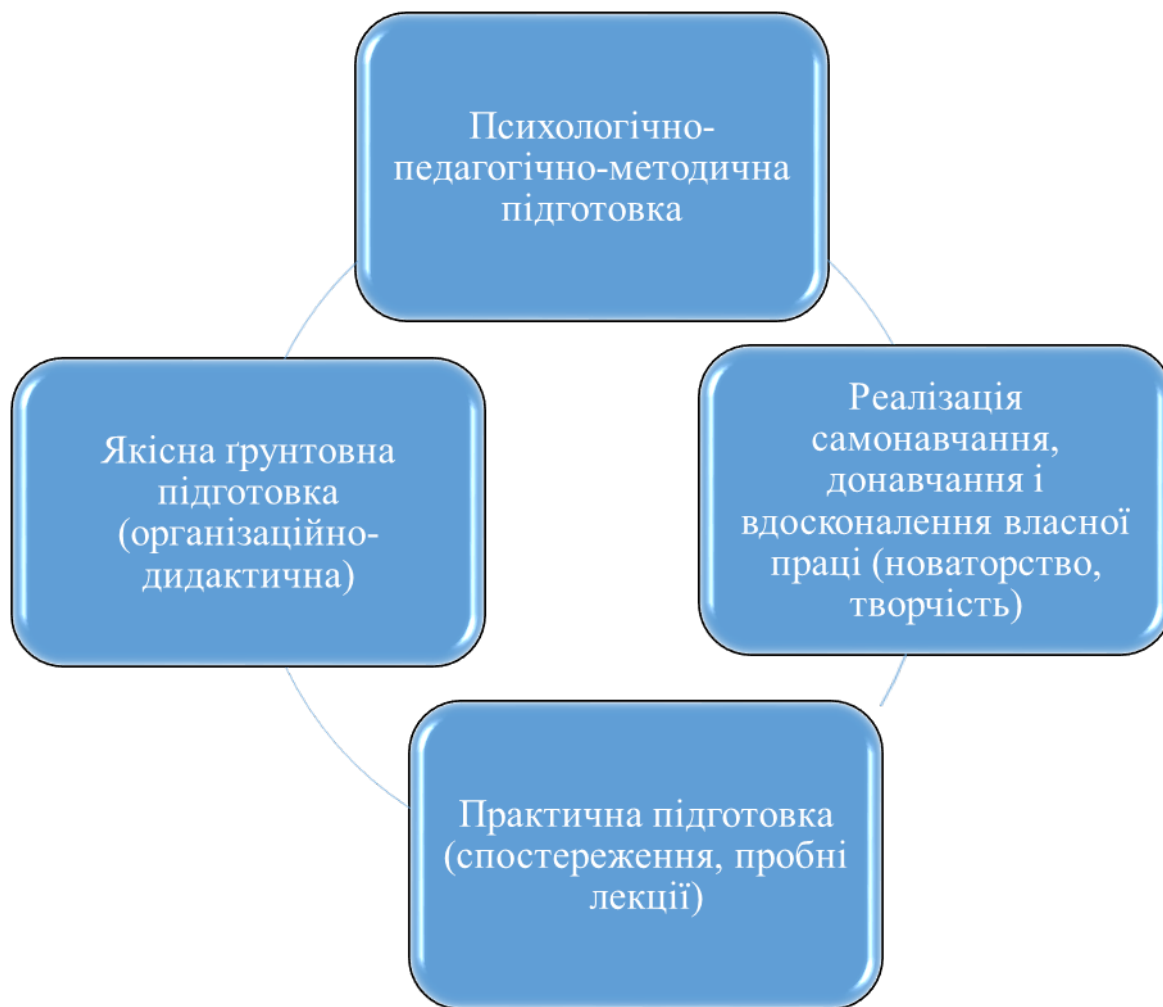 Психологічно-
педагогічно-методична
підготовка
Якісна ґрунтовна
підготовка
(організаційно-
дидактична)
Реалізація
самонавчання,
донавчання і
вдосконалення власної
праці (новаторство,
творчість)
Практична підготовка
(спостереження, пробні
лекції)